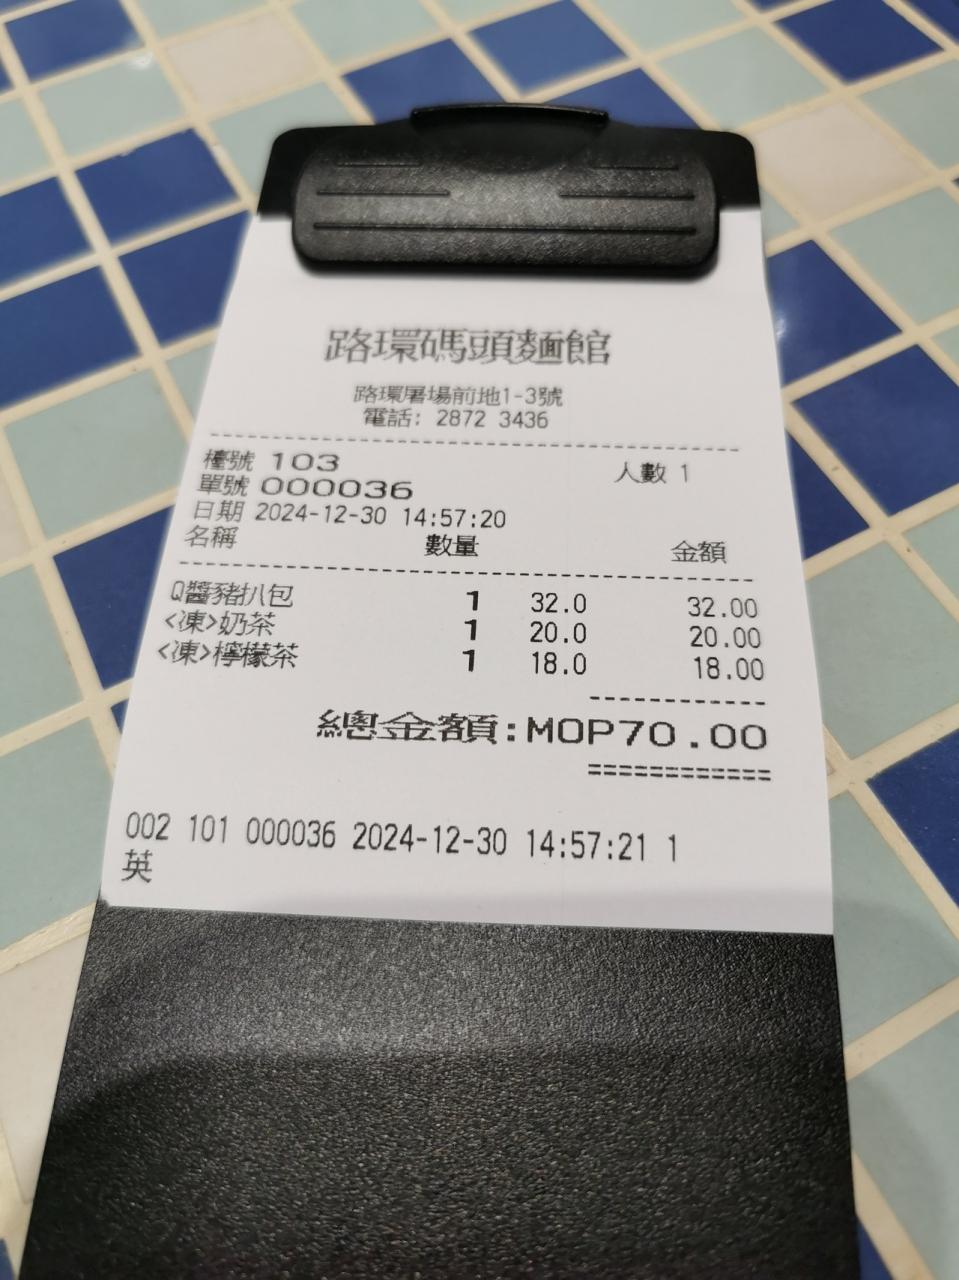 路環碼頭麵館
路環屠場前地1-3號
電話: 2872 3436
檯號 103 人數 1
單號 000036
日期 2024-12-30 14:57:20
名稱 數量 金額
Q醬豬扒包 1 32.0 32.00
<凍>奶茶 1 20.0 20.00
<凍>檸檬茶 1 18.0 18.00
總金額:MOP70.00
============
002 101 000036 2024-12-30 14:57:21 1
英